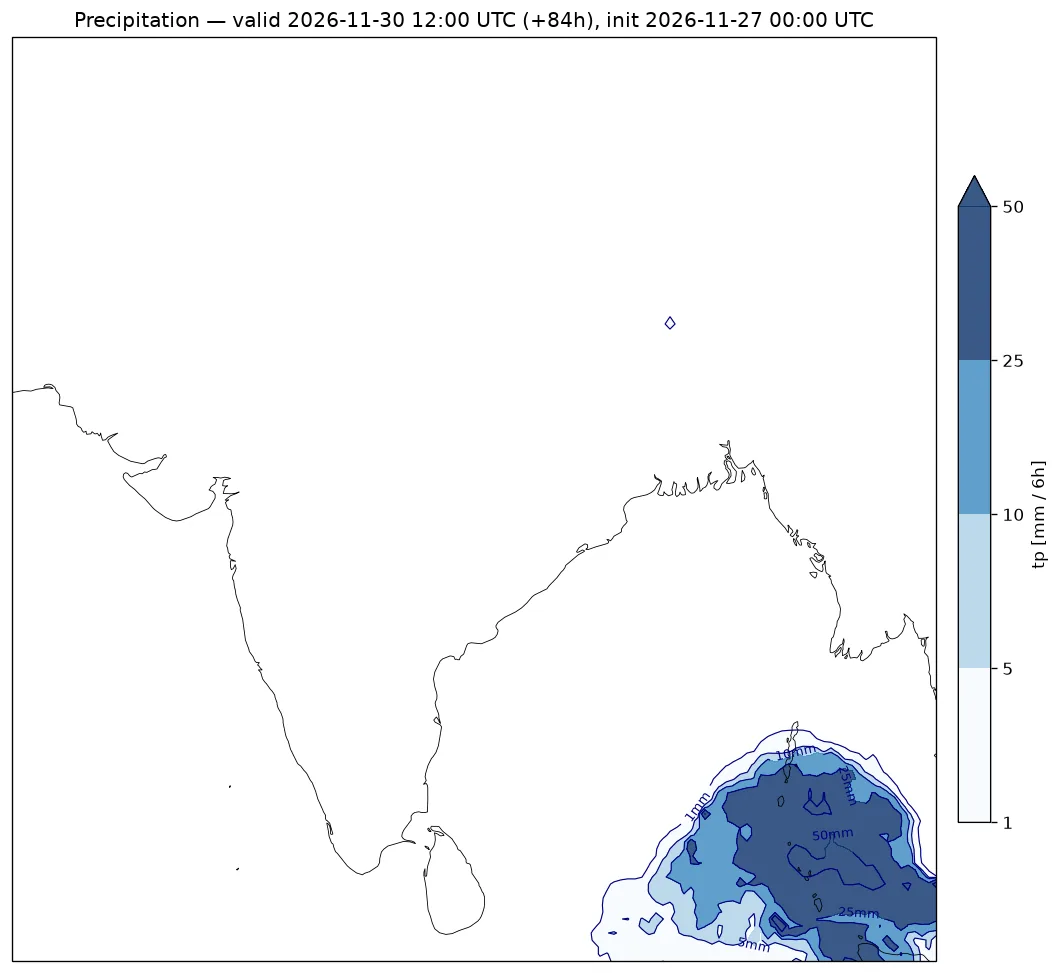 Precipitation — valid 2026-11-30 12:00 UTC (+84h), init 2026-11-27 00:00 UTC
50
25
10
5
1
tp [mm / 6h]
10mm
25mm
1mm
50mm
25mm
5mm